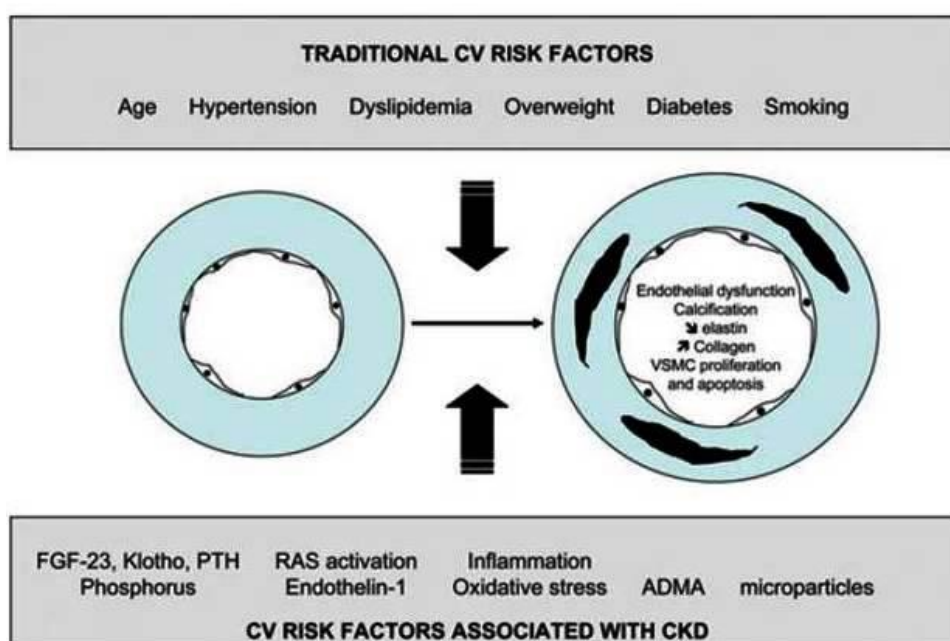 TRADITIONAL CV RISK FACTORS
Age Hypertension Dyslipidemia Overweight Diabetes Smoking
Endothelial dysfunction
Calcification
↘ elastin
↗ Collagen
VSMC proliferation
and apoptosis
FGF-23, Klotho, PTH RAS activation Inflammation
Phosphorus Endothelin-1 Oxidative stress ADMA microparticles
CV RISK FACTORS ASSOCIATED WITH CKD